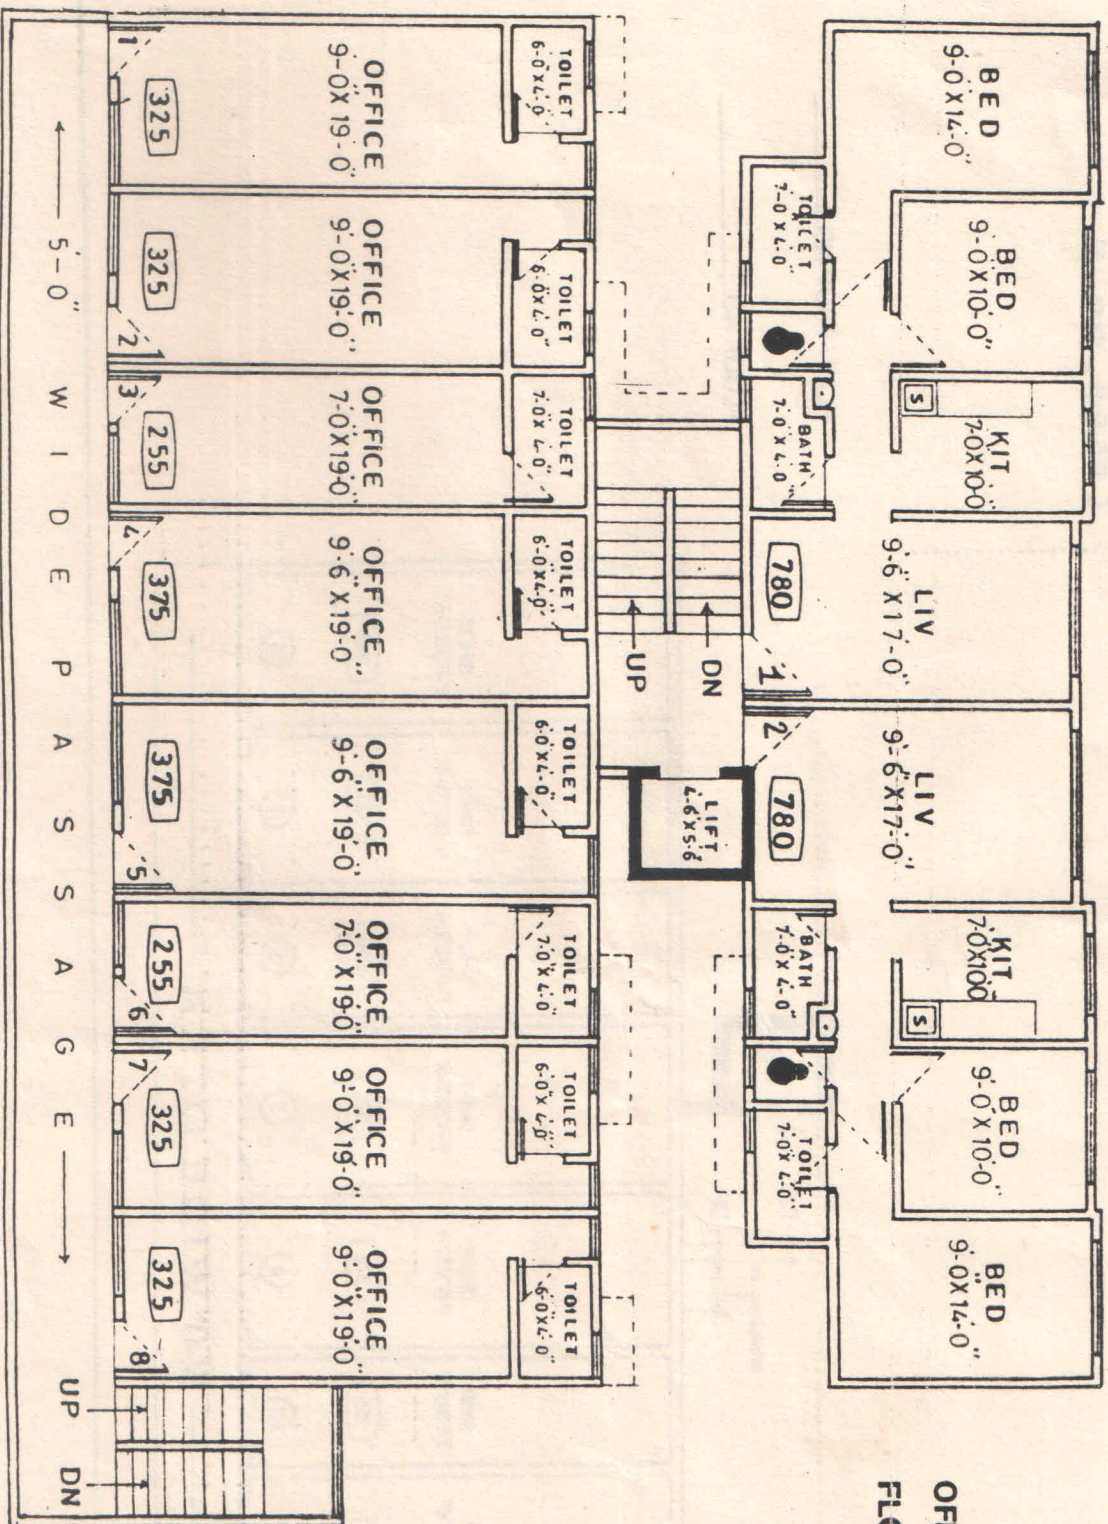 BED
9'-0"X14'-0"
BED
9'-0"X10'-0"
KIT
7'-0"X10'-0"
LIV
9'-6"X17'-0"
LIV
9'-6"X17'-0"
KIT
7'-0"X10'-0"
BED
9'-0"X10'-0"
BED
9'-0"X14'-0"
S
S
TOILET
7'-0"X4'-0"
BATH
7'-0"X4'-0"
780
1
2
780
BATH
7'-0"X4'-0"
TOILET
7'-0"X4'-0"
DN
UP
LIFT
4'-6"X5'-6"
TOILET
6'-0"X4'-0"
TOILET
6'-0"X4'-0"
TOILET
7'-0"X4'-0"
TOILET
6'-0"X4'-0"
TOILET
6'-0"X4'-0"
TOILET
7'-0"X4'-0"
TOILET
6'-0"X4'-0"
TOILET
6'-0"X4'-0"
OFFICE
9'-0"X19'-0"
OFFICE
9'-0"X19'-0"
OFFICE
7'-0"X19'-0"
OFFICE
9'-6"X19'-0"
OFFICE
9'-6"X19'-0"
OFFICE
7'-0"X19'-0"
OFFICE
9'-0"X19'-0"
OFFICE
9'-0"X19'-0"
325
325
255
375
375
255
325
325
1
2
3
4
5
6
7
8
UP
DN
5'-0" WIDE PASSSAGE